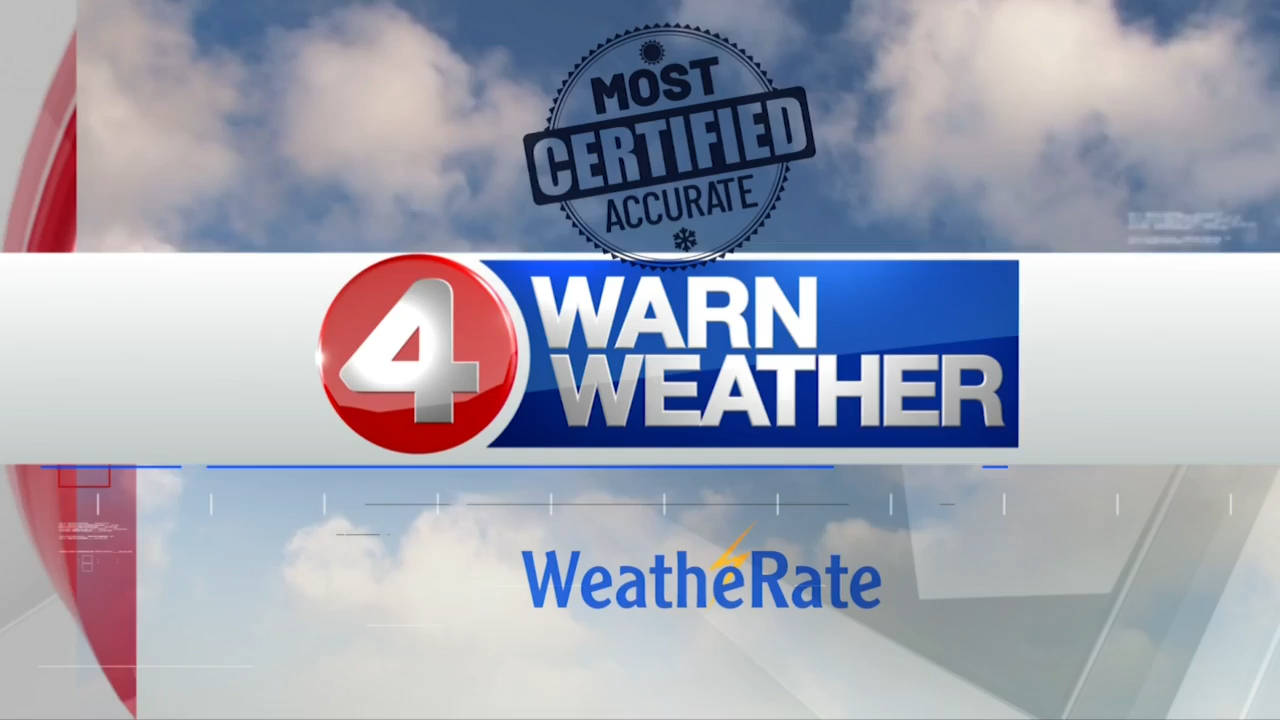 MOST
CERTIFIED
ACCURATE
4 WARN
WEATHER
WeatheRate